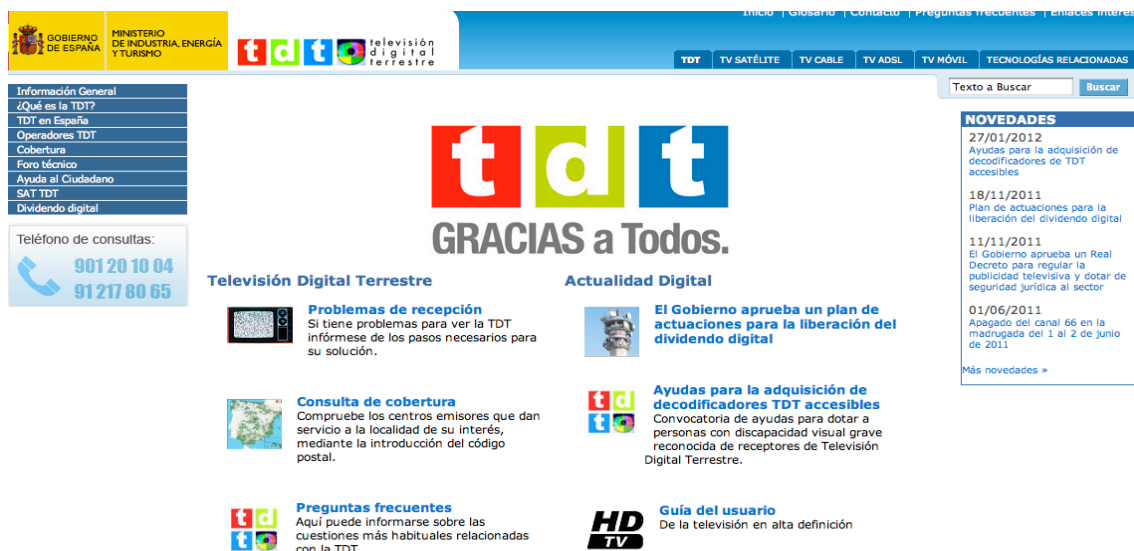 Inicio | Glosario | Contacto | Preguntas frecuentes | Enlaces interés
GOBIERNO
DE ESPAÑA
MINISTERIO
DE INDUSTRIA, ENERGÍA
Y TURISMO
tdt televisión
digital
terrestre
TDT TV SATÉLITE TV CABLE TV ADSL TV MÓVIL TECNOLOGÍAS RELACIONADAS
Texto a Buscar Buscar
Información General
¿Qué es la TDT?
TDT en España
Operadores TDT
Cobertura
Foro técnico
Ayuda al Ciudadano
SAT TDT
Dividendo digital
Teléfono de consultas:
901 20 10 04
91 217 80 65
tdt
GRACIAS a Todos.
Televisión Digital Terrestre
Problemas de recepción
Si tiene problemas para ver la TDT
infórmese de los pasos necesarios para
su solución.
Consulta de cobertura
Compruebe los centros emisores que dan
servicio a la localidad de su interés,
mediante la introducción del código
postal.
td
t
Preguntas frecuentes
Aquí puede informarse sobre las
cuestiones más habituales relacionadas
con la TDT
Actualidad Digital
El Gobierno aprueba un plan de
actuaciones para la liberación del
dividendo digital
td
t
Ayudas para la adquisición de
decodificadores TDT accesibles
Convocatoria de ayudas para dotar a
personas con discapacidad visual grave
reconocida de receptores de Televisión
Digital Terrestre.
HD
TV
Guía del usuario
De la televisión en alta definición
NOVEDADES
27/01/2012
Ayudas para la adquisición de
decodificadores de TDT
accesibles
18/11/2011
Plan de actuaciones para la
liberación del dividendo digital
11/11/2011
El Gobierno aprueba un Real
Decreto para regular la
publicidad televisiva y dotar de
seguridad jurídica al sector
01/06/2011
Apagado del canal 66 en la
madrugada del 1 al 2 de junio
de 2011
Más novedades »